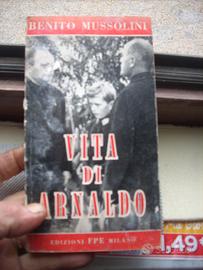 BENITO MUSSOLINI
VITA
DI
ARNALDO
EDIZIONI FPE MILANO
1,49